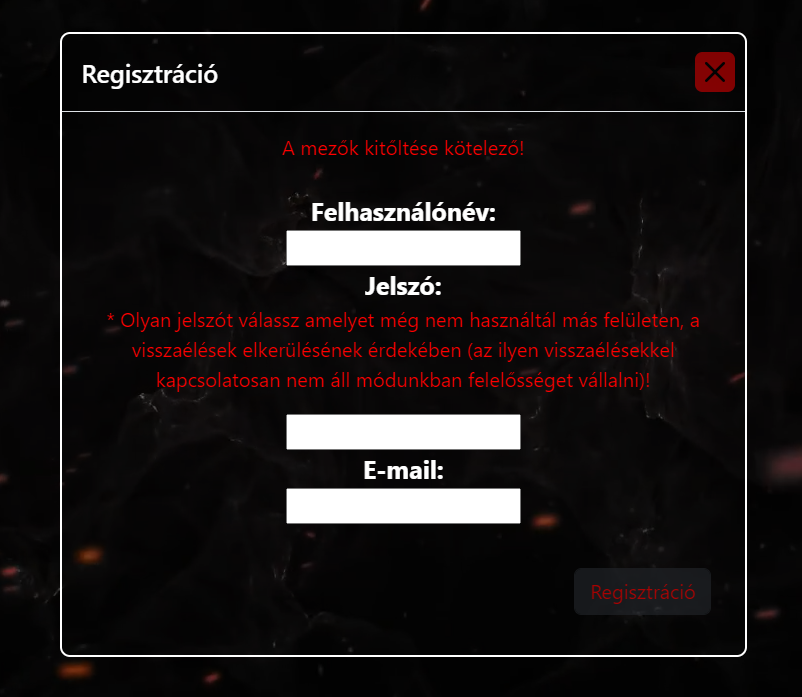 Regisztráció
A mezők kitőltése kötelező!
Felhasználónév:
Jelszó:
* Olyan jelszót válassz amelyet még nem használtál más felületen, a
visszaélések elkerülésének érdekében (az ilyen visszaélésekkel
kapcsolatosan nem áll módunkban felelősséget vállalni)!
E-mail:
Regisztráció